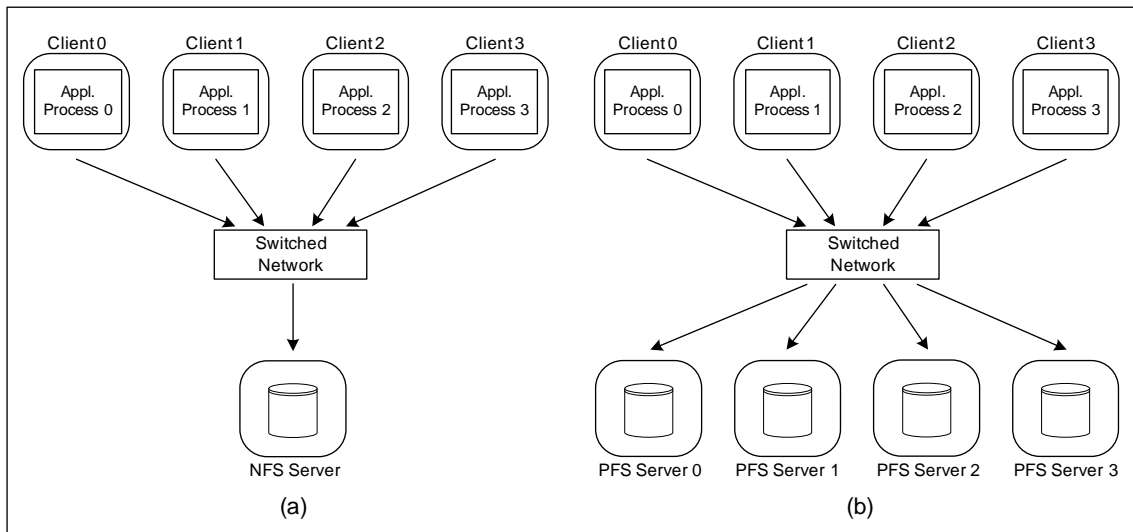 Client 0
Client 1
Client 2
Client 3
Appl.
Process 0
Appl.
Process 1
Appl.
Process 2
Appl.
Process 3
Switched
Network
NFS Server
(a)
Client 0
Client 1
Client 2
Client 3
Appl.
Process 0
Appl.
Process 1
Appl.
Process 2
Appl.
Process 3
Switched
Network
PFS Server 0
PFS Server 1
PFS Server 2
PFS Server 3
(b)